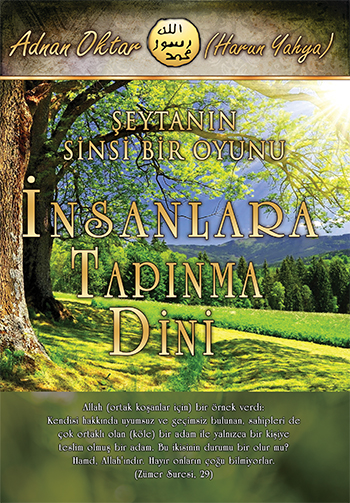 Adnan Oktar
الله
رسول
محمد
(Harun Yahya)
ŞEYTANIN
SİNSİ BİR OYUNU
İNSANLARA
TAPINMA
DİNİ
Allah (ortak koşanlar için) bir örnek verdi:
Kendisi hakkında uyumsuz ve geçimsiz bulunan, sahipleri de
çok ortaklı olan (köle) bir adam ile yalnızca bir kişiye
teslim olmuş bir adam. Bu ikisinin durumu bir olur mu?
Hamd, Allah'ındır. Hayır onların çoğu bilmiyorlar.
(Zümer Suresi, 29)